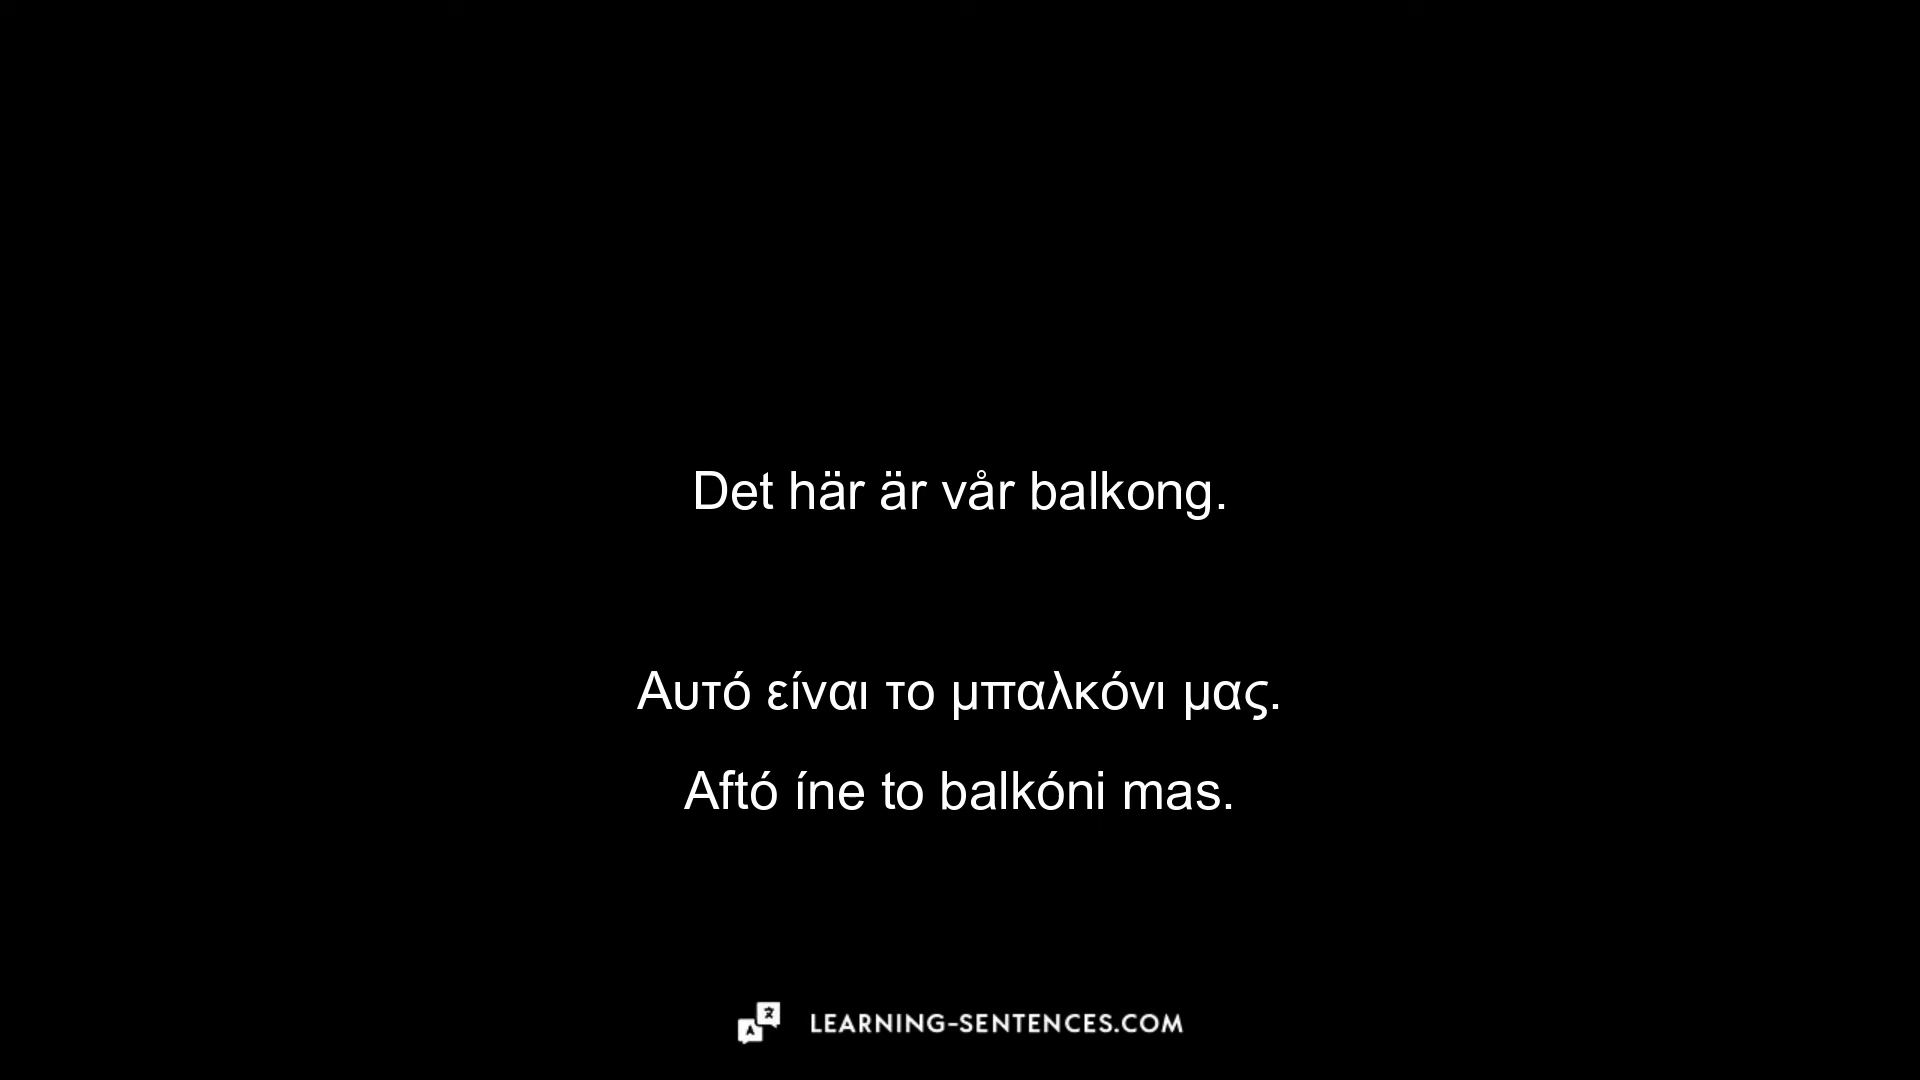 Det här är vår balkong.
Αυτό είναι το μπαλκόνι μας.
Aftó íne to balkóni mas.
LEARNING-SENTENCES.COM